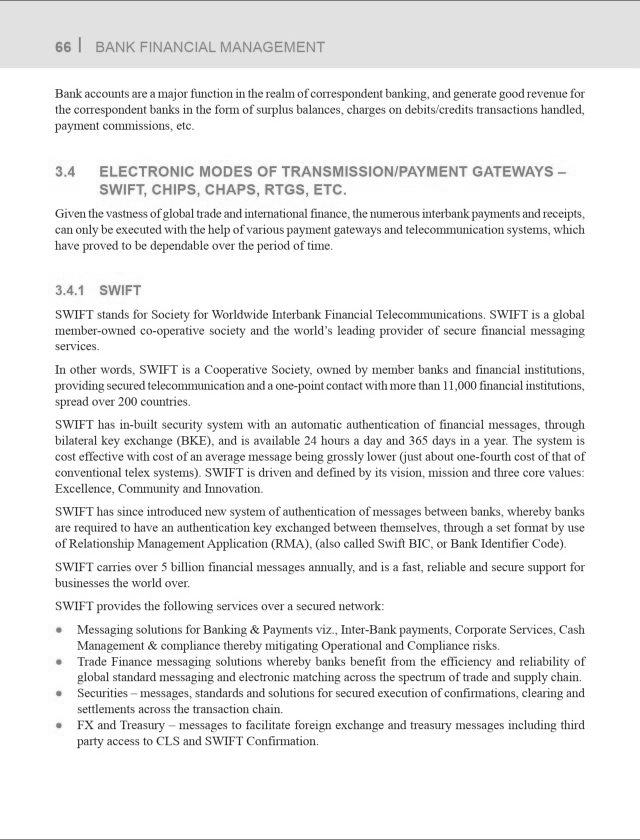 66 | BANK FINANCIAL MANAGEMENT
Bank accounts are a major function in the realm of correspondent banking, and generate good revenue for
the correspondent banks in the form of surplus balances, charges on debits/credits transactions handled,
payment commissions, etc.
3.4 ELECTRONIC MODES OF TRANSMISSION/PAYMENT GATEWAYS –
SWIFT, CHIPS, CHAPS, RTGS, ETC.
Given the vastness of global trade and international finance, the numerous interbank payments and receipts,
can only be executed with the help of various payment gateways and telecommunication systems, which
have proved to be dependable over the period of time.
3.4.1 SWIFT
SWIFT stands for Society for Worldwide Interbank Financial Telecommunications. SWIFT is a global
member-owned co-operative society and the world's leading provider of secure financial messaging
services.
In other words, SWIFT is a Cooperative Society, owned by member banks and financial institutions,
providing secured telecommunication and a one-point contact with more than 11,000 financial institutions,
spread over 200 countries.
SWIFT has in-built security system with an automatic authentication of financial messages, through
bilateral key exchange (BKE), and is available 24 hours a day and 365 days in a year. The system is
cost effective with cost of an average message being grossly lower (just about one-fourth cost of that of
conventional telex systems). SWIFT is driven and defined by its vision, mission and three core values:
Excellence, Community and Innovation.
SWIFT has since introduced new system of authentication of messages between banks, whereby banks
are required to have an authentication key exchanged between themselves, through a set format by use
of Relationship Management Application (RMA), (also called Swift BIC, or Bank Identifier Code).
SWIFT carries over 5 billion financial messages annually, and is a fast, reliable and secure support for
businesses the world over.
SWIFT provides the following services over a secured network:
• Messaging solutions for Banking & Payments viz., Inter-Bank payments, Corporate Services, Cash
Management & compliance thereby mitigating Operational and Compliance risks.
• Trade Finance messaging solutions whereby banks benefit from the efficiency and reliability of
global standard messaging and electronic matching across the spectrum of trade and supply chain.
• Securities – messages, standards and solutions for secured execution of confirmations, clearing and
settlements across the transaction chain.
• FX and Treasury – messages to facilitate foreign exchange and treasury messages including third
party access to CLS and SWIFT Confirmation.